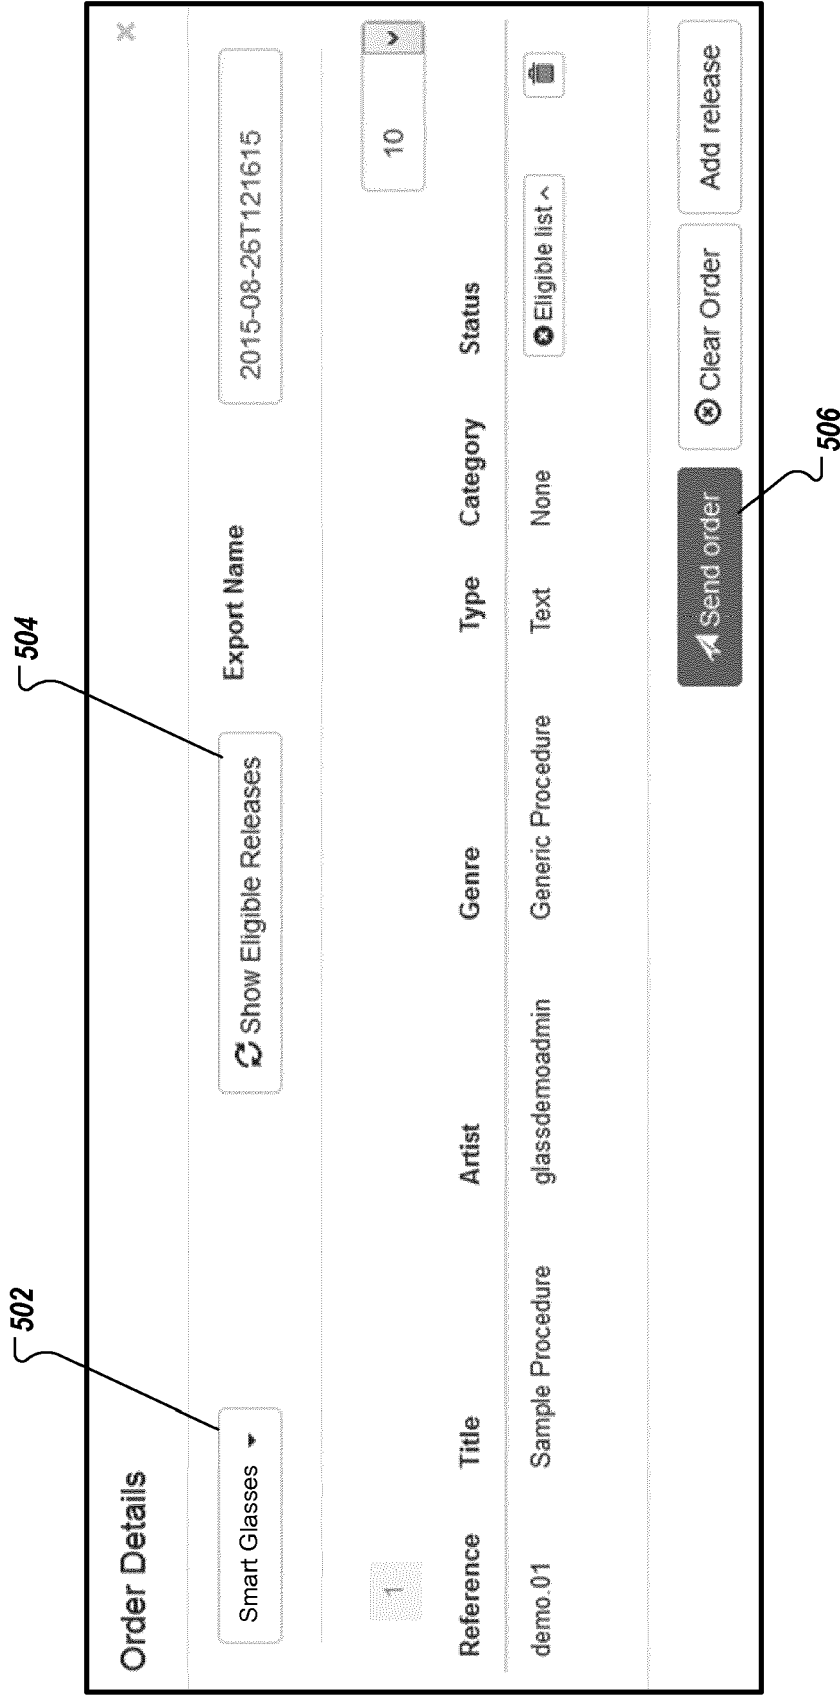 Order Details ×
502
504
Smart Glasses
Show Eligible Releases
Export Name
2015-08-26T121615
1
10
Reference Title Artist Genre Type Category Status
demo.01 Sample Procedure glassdemoadmin Generic Procedure Text None Eligible list
Send order
Clear Order
Add release
506